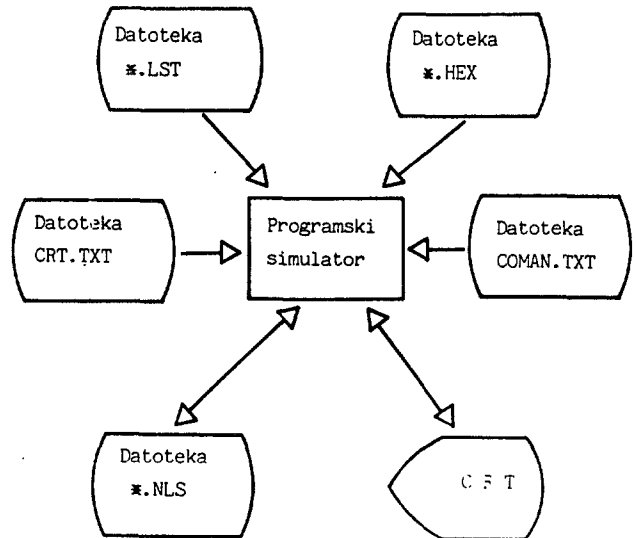 Datoteka
*.LST
Datoteka
*.HEX
Datoteka
CRT.TXT
Programski
simulator
Datoteka
COMAN.TXT
Datoteka
*.NLS
C R T